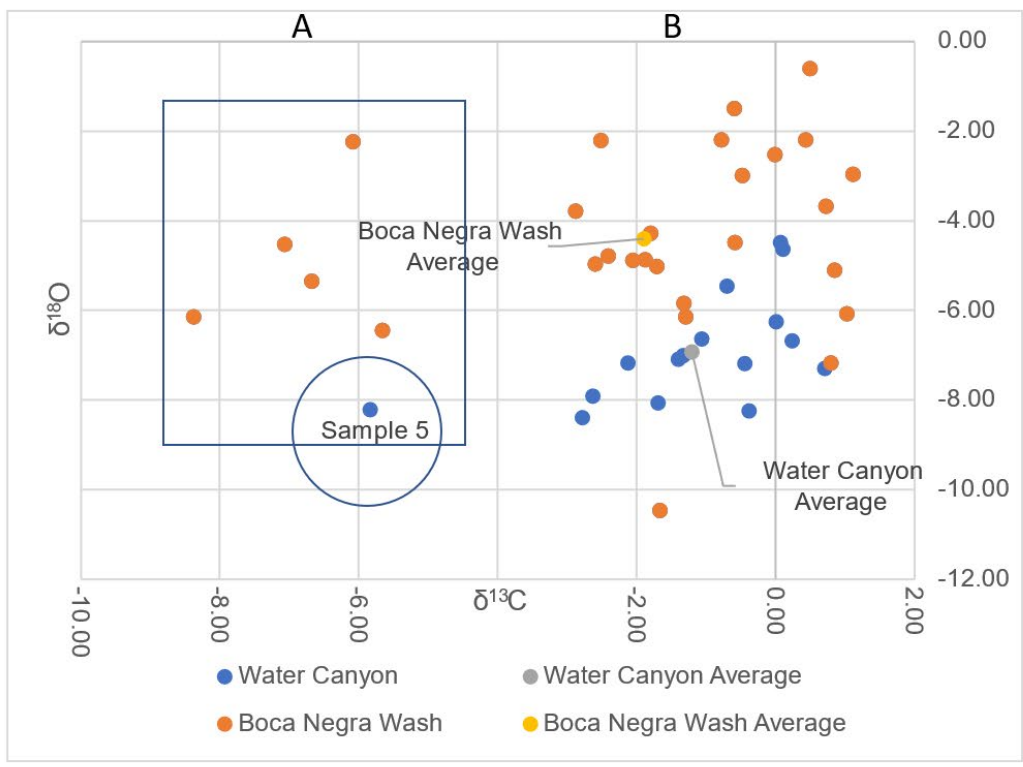 A
B
0.00
-2.00
-4.00
-6.00
-8.00
-10.00
-12.00
Boca Negra Wash
Average
δ¹⁸O
Sample 5
Water Canyon
Average
-10.00
-8.00
-6.00
δ¹³C
-2.00
0.00
2.00
Water Canyon
Water Canyon Average
Boca Negra Wash
Boca Negra Wash Average